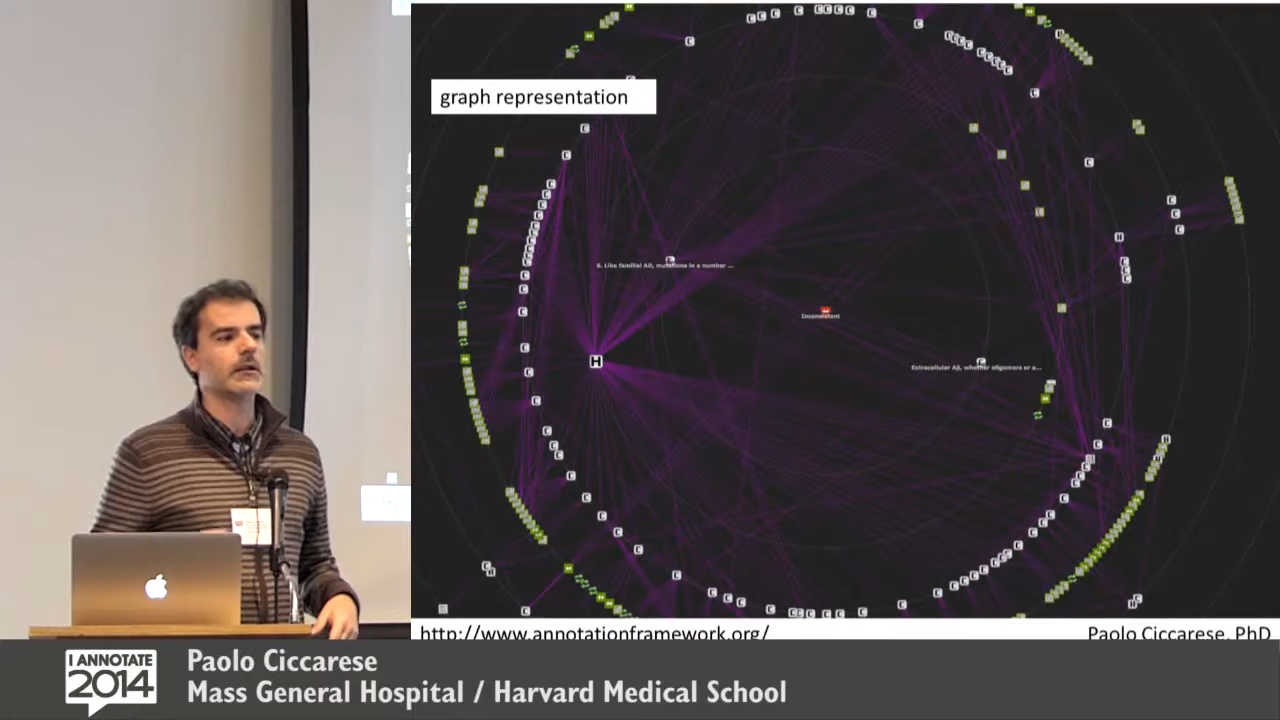 graph representation
5. Like familial AD, mutations in a number ...
Inconsistent
Extracellular Aβ, whether oligomers or a...
H
http://www.annotationframework.org/
Paolo Ciccarese, PhD
I ANNOTATE
2014
Paolo Ciccarese
Mass General Hospital / Harvard Medical School